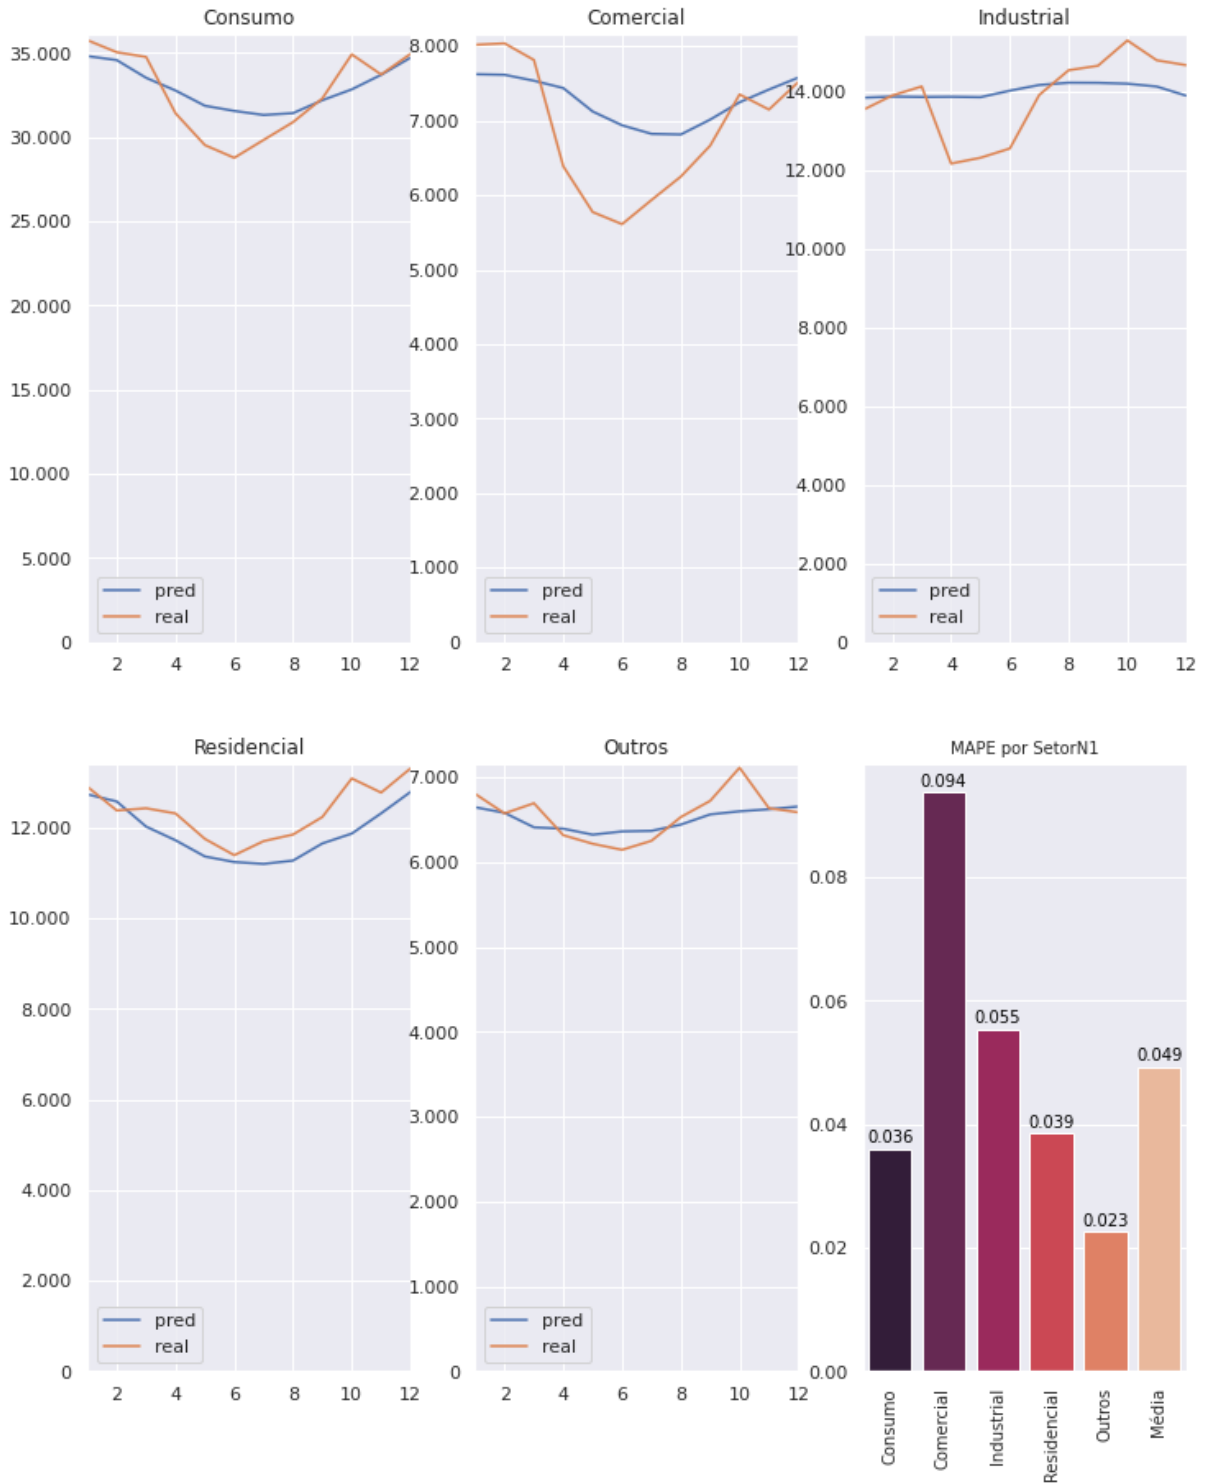 Consumo
35.000
30.000
25.000
20.000
15.000
10.000
5.000
0
pred
real
2 4 6 8 10 12
Comercial
8.000
7.000
6.000
5.000
4.000
3.000
2.000
1.000
0
pred
real
2 4 6 8 10 12
Industrial
14.000
12.000
10.000
8.000
6.000
4.000
2.000
0
pred
real
2 4 6 8 10 12
Residencial
12.000
10.000
8.000
6.000
4.000
2.000
0
pred
real
2 4 6 8 10 12
Outros
7.000
6.000
5.000
4.000
3.000
2.000
1.000
0
pred
real
2 4 6 8 10 12
MAPE por SetorN1
0.08
0.06
0.04
0.02
0.00
0.036
0.094
0.055
0.039
0.023
0.049
Consumo
Comercial
Industrial
Residencial
Outros
Média